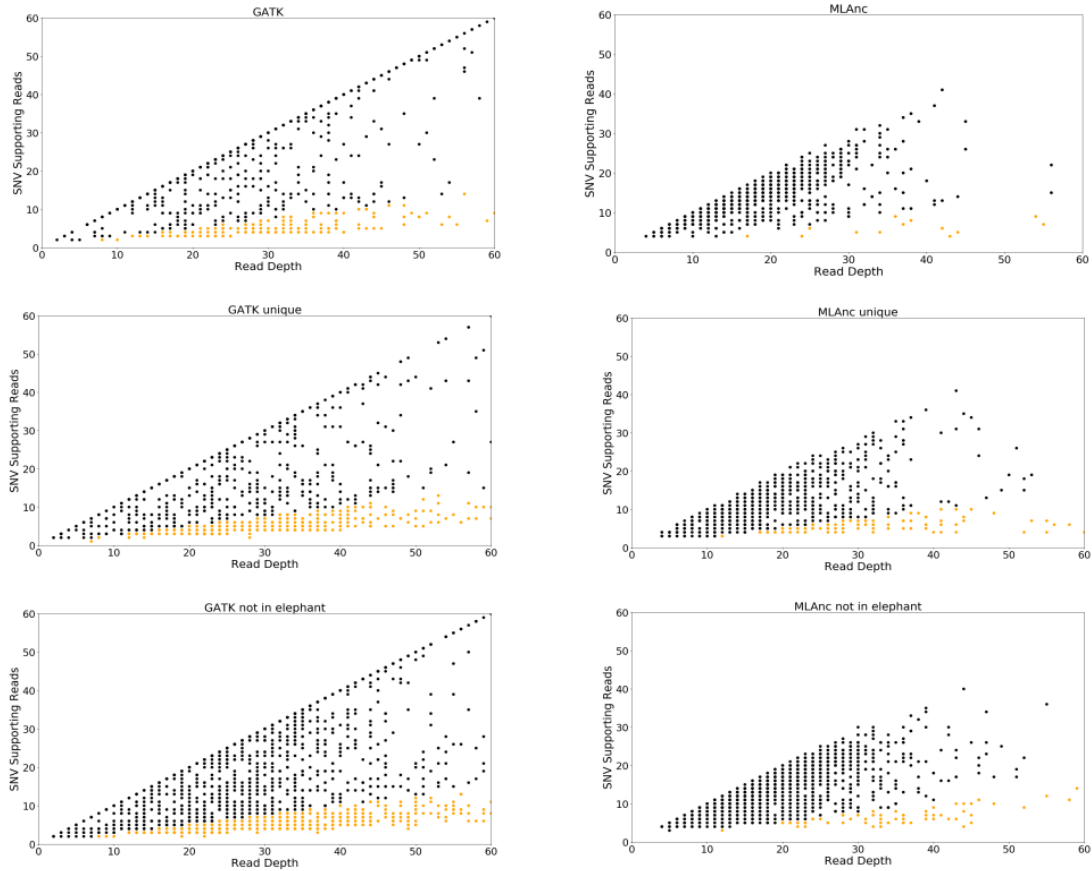 GATK
60
50
40
30
20
10
0
SNV Supporting Reads
0 10 20 30 40 50 60
Read Depth
MLAnc
60
50
40
30
20
10
0
SNV Supporting Reads
0 10 20 30 40 50 60
Read Depth
GATK unique
60
50
40
30
20
10
0
SNV Supporting Reads
0 10 20 30 40 50 60
Read Depth
MLAnc unique
60
50
40
30
20
10
0
SNV Supporting Reads
0 10 20 30 40 50 60
Read Depth
GATK not in elephant
60
50
40
30
20
10
0
SNV Supporting Reads
0 10 20 30 40 50 60
Read Depth
MLAnc not in elephant
60
50
40
30
20
10
0
SNV Supporting Reads
0 10 20 30 40 50 60
Read Depth